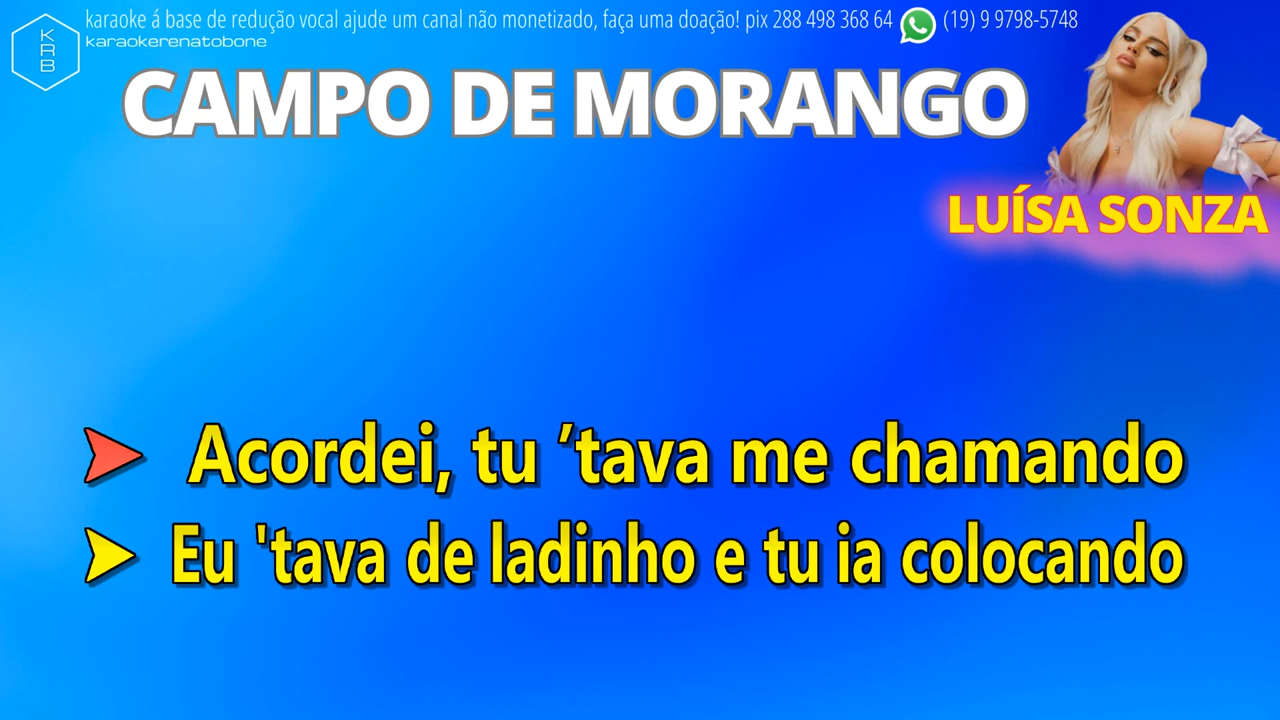 karaoke á base de redução vocal ajude um canal não monetizado, faça uma doação! pix 288 498 368 64 (19) 9 9798-5748
KRB
karaokerenatobone
CAMPO DE MORANGO
LUÍSA SONZA
Acordei, tu ’tava me chamando
Eu 'tava de ladinho e tu ia colocando